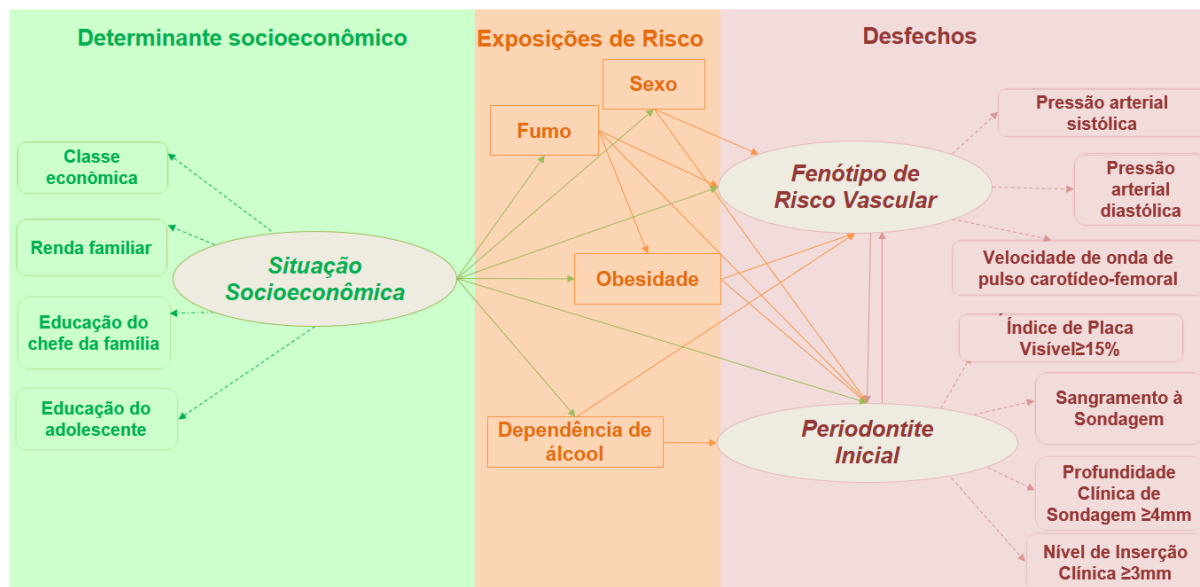 Determinante socioeconômico
Classe
econômica
Renda familiar
Educação do
chefe da família
Educação do
adolescente
Situação
Socioeconômica
Exposições de Risco
Sexo
Fumo
Obesidade
Dependência de
álcool
Desfechos
Fenótipo de
Risco Vascular
Periodontite
Inicial
Pressão arterial
sistólica
Pressão
arterial
diastólica
Velocidade de onda de
pulso carotídeo-femoral
Índice de Placa
Visível≥15%
Sangramento à
Sondagem
Profundidade
Clínica de
Sondagem ≥4mm
Nível de Inserção
Clínica ≥3mm